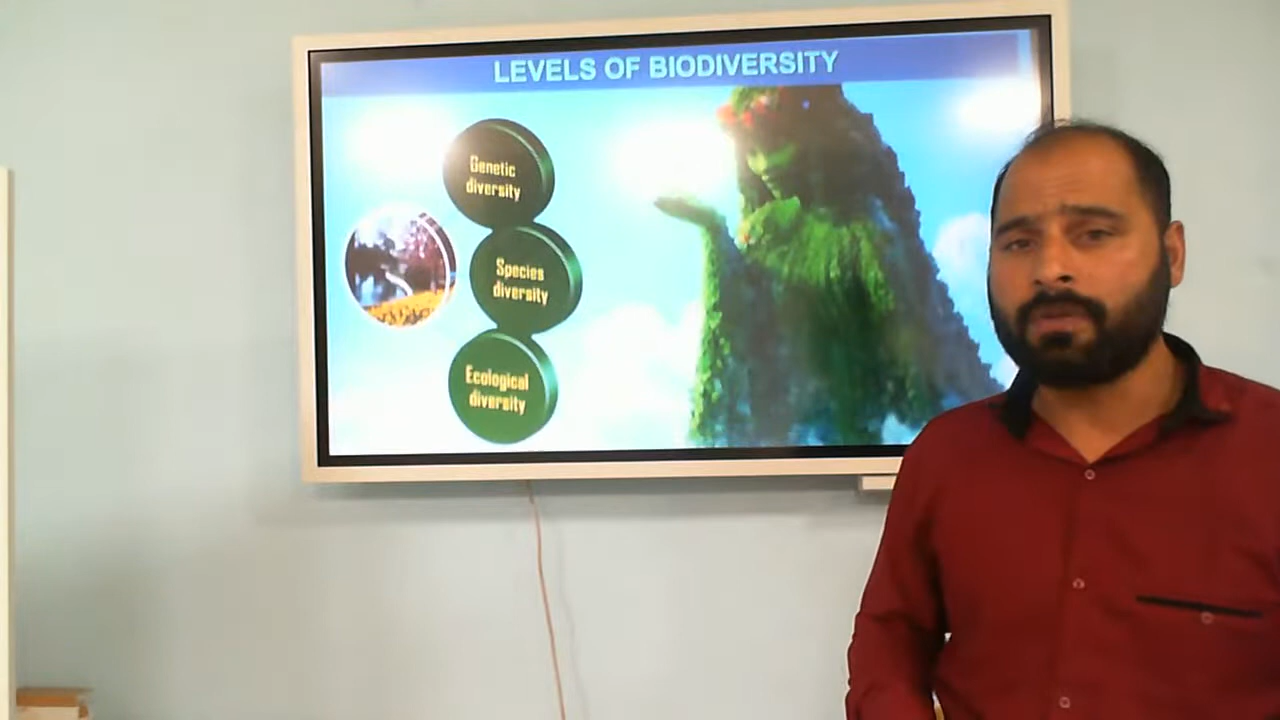 LEVELS OF BIODIVERSITY
Genetic
diversity
Species
diversity
Ecological
diversity